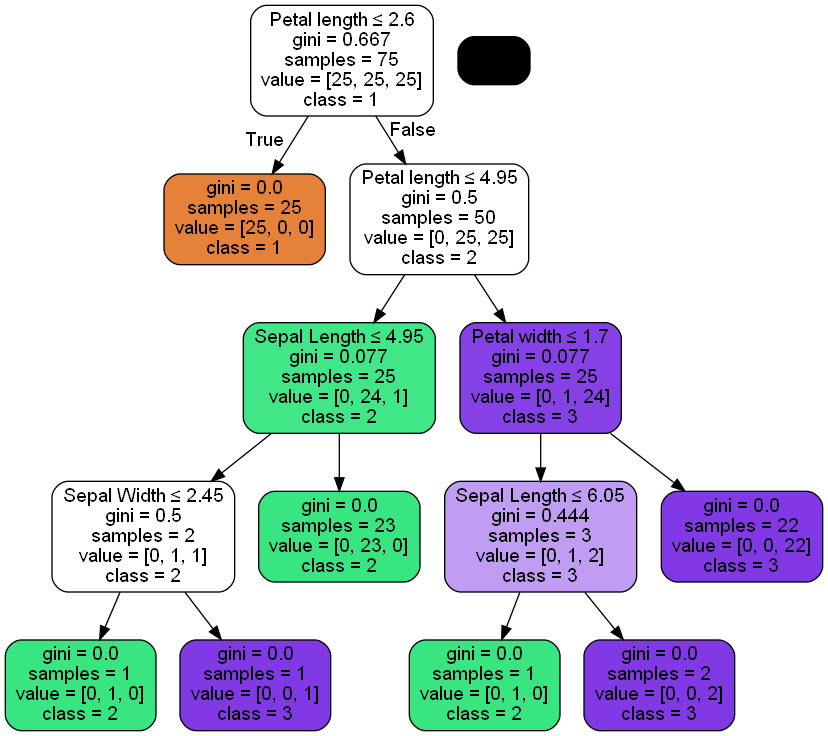 Petal length ≤ 2.6
gini = 0.667
samples = 75
value = [25, 25, 25]
class = 1
True
False
gini = 0.0
samples = 25
value = [25, 0, 0]
class = 1
Petal length ≤ 4.95
gini = 0.5
samples = 50
value = [0, 25, 25]
class = 2
Sepal Length ≤ 4.95
gini = 0.077
samples = 25
value = [0, 24, 1]
class = 2
Petal width ≤ 1.7
gini = 0.077
samples = 25
value = [0, 1, 24]
class = 3
Sepal Width ≤ 2.45
gini = 0.5
samples = 2
value = [0, 1, 1]
class = 2
gini = 0.0
samples = 23
value = [0, 23, 0]
class = 2
Sepal Length ≤ 6.05
gini = 0.444
samples = 3
value = [0, 1, 2]
class = 3
gini = 0.0
samples = 22
value = [0, 0, 22]
class = 3
gini = 0.0
samples = 1
value = [0, 1, 0]
class = 2
gini = 0.0
samples = 1
value = [0, 0, 1]
class = 3
gini = 0.0
samples = 1
value = [0, 1, 0]
class = 2
gini = 0.0
samples = 2
value = [0, 0, 2]
class = 3